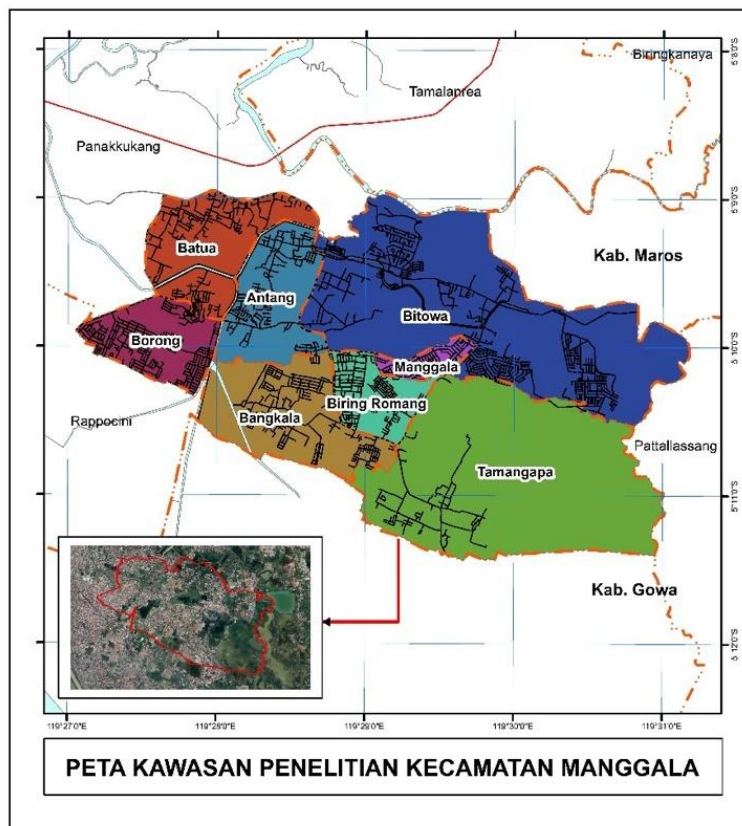 Biringkanaya
Tamalanrea
Panakkukang
5°8'0"S
5°9'0"S
Kab. Maros
Batua
Antang
Bitowa
Borong
Manggala
5°10'0"S
Biring Romang
Rappocini
Bangkala
Pattallassang
Tamangapa
5°11'0"S
Kab. Gowa
5°12'0"S
119°27'0"E
119°28'0"E
119°29'0"E
119°30'0"E
119°31'0"E
PETA KAWASAN PENELITIAN KECAMATAN MANGGALA